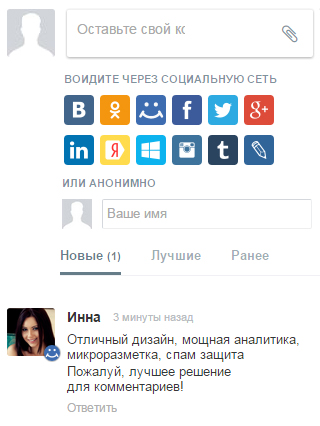 Оставьте свой кс
ВОЙДИТЕ ЧЕРЕЗ СОЦИАЛЬНУЮ СЕТЬ
В f g+
in Я t
ИЛИ АНОНИМНО
Ваше имя
Новые (1) Лучшие Ранее
Инна 3 минуты назад
Отличный дизайн, мощная аналитика,
микроразметка, спам защита
Пожалуй, лучшее решение
для комментариев!
Ответить